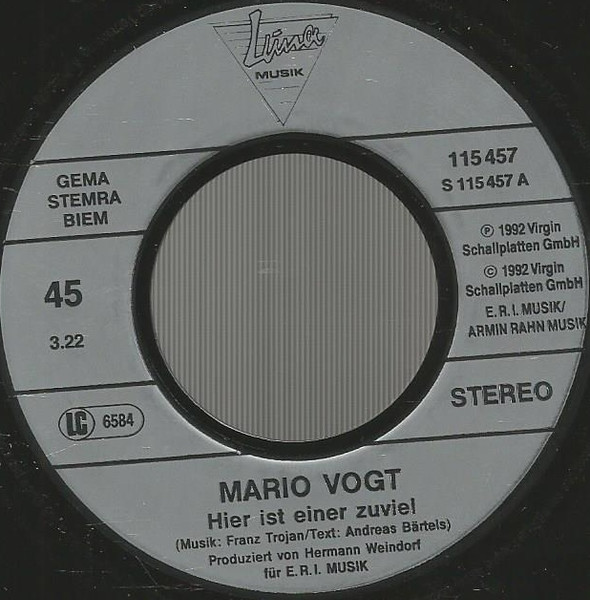 Luna
MUSIK
GEMA
STEMRA
BIEM
45
3.22
LC 6584
115 457
S 115 457 A
℗ 1992 Virgin
Schallplatten GmbH
© 1992 Virgin
Schallplatten GmbH
E.R.I. MUSIK/
ARMIN RAHN MUSIK
STEREO
MARIO VOGT
Hier ist einer zuviel
(Musik: Franz Trojan/Text: Andreas Bärtels)
Produziert von Hermann Weindorf
für E.R.I. MUSIK